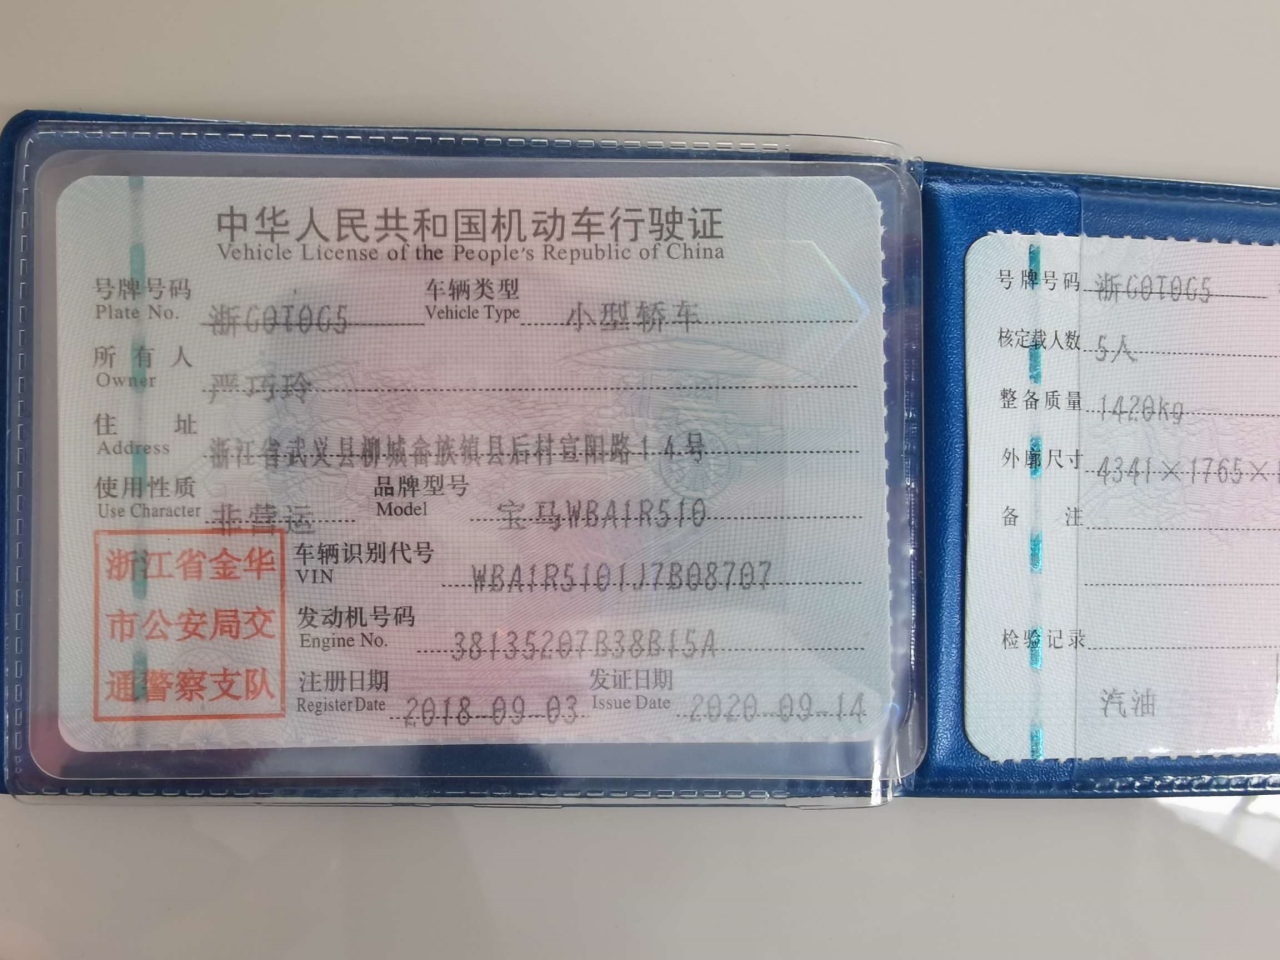 中华人民共和国机动车行驶证
Vehicle License of the People's Republic of China
号牌号码 浙G0T0G5 车辆类型 小型轿车
Plate No. Vehicle Type
所有人 严巧玲
Owner
住址 浙江省武义县柳城畲族镇县后村宣阳路14号
Address
使用性质 非营运 品牌型号 宝马WBA1R510
Use Character Model
浙江省金华
市公安局交
通警察支队
车辆识别代号 WBA1R5101J7B08707
VIN
发动机号码 38135207B38B15A
Engine No.
注册日期 2018-09-03 发证日期 2020-09-14
Register Date Issue Date
号牌号码 浙G0T0G5
核定载人数 5人
整备质量 1420kg
外廓尺寸 4341×1765×
备注
检验记录
汽油